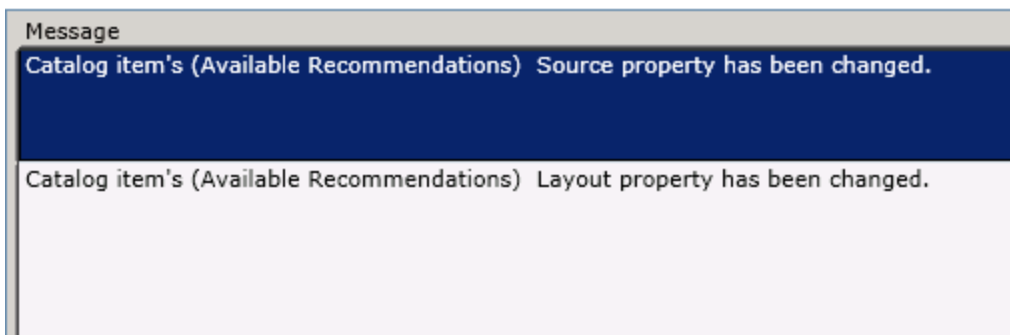 Message
Catalog item's (Available Recommendations)  Source property has been changed.
Catalog item's (Available Recommendations)  Layout property has been changed.